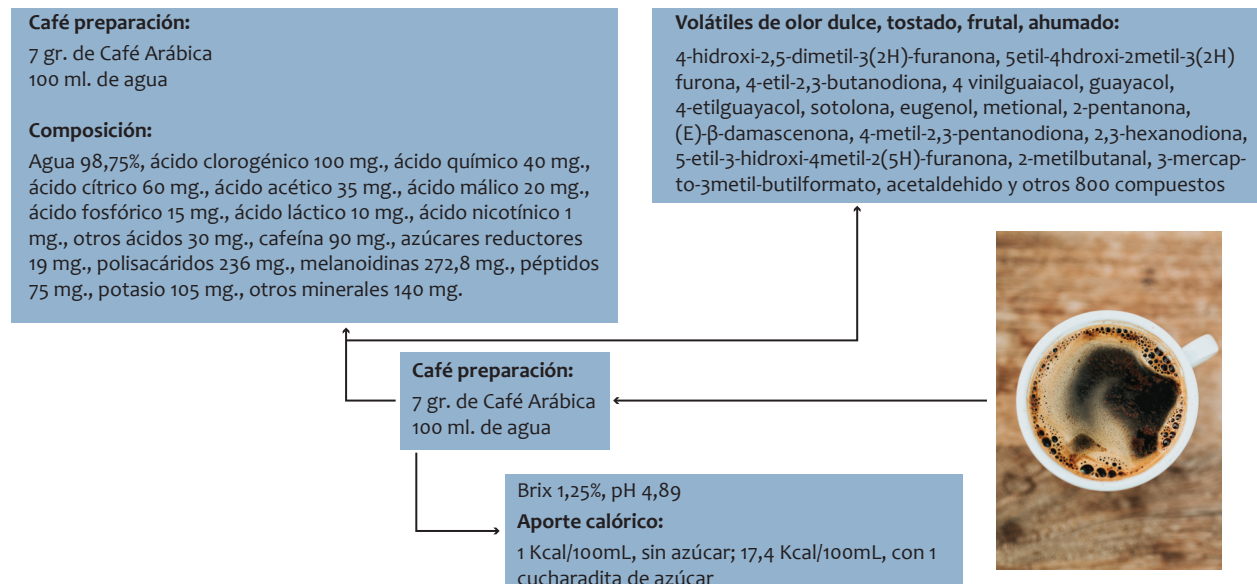 Café preparación:
7 gr. de Café Arábica
100 ml. de agua
Composición:
Agua 98,75%, ácido clorogénico 100 mg., ácido químico 40 mg.,
ácido cítrico 60 mg., ácido acético 35 mg., ácido málico 20 mg.,
ácido fosfórico 15 mg., ácido láctico 10 mg., ácido nicotínico 1
mg., otros ácidos 30 mg., cafeína 90 mg., azúcares reductores
19 mg., polisacáridos 236 mg., melanoidinas 272,8 mg., péptidos
75 mg., potasio 105 mg., otros minerales 140 mg.
Volátiles de olor dulce, tostado, frutal, ahumado:
4-hidroxi-2,5-dimetil-3(2H)-furanona, 5etil-4hdroxi-2metil-3(2H)
furona, 4-etil-2,3-butanodiona, 4 vinilguaiacol, guayacol,
4-etilguayacol, sotolona, eugenol, metional, 2-pentanona,
(E)-β-damascenona, 4-metil-2,3-pentanodiona, 2,3-hexanodiona,
5-etil-3-hidroxi-4metil-2(5H)-furanona, 2-metilbutanal, 3-mercap-
to-3metil-butilformato, acetaldehido y otros 800 compuestos
Café preparación:
7 gr. de Café Arábica
100 ml. de agua
Brix 1,25%, pH 4,89
Aporte calórico:
1 Kcal/100mL, sin azúcar; 17,4 Kcal/100mL, con 1
cucharadita de azúcar